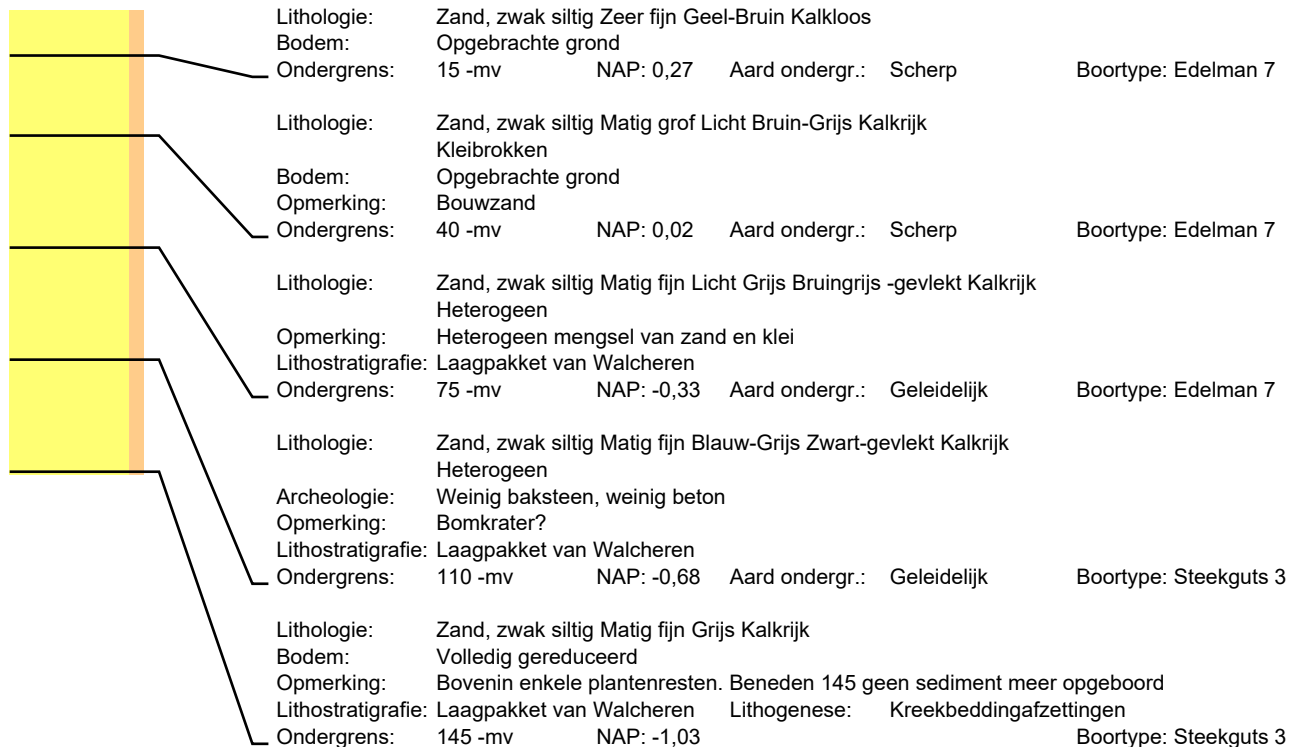 Lithologie: Zand, zwak siltig Zeer fijn Geel-Bruin Kalkloos
Bodem: Opgebrachte grond
Ondergrens: 15 -mv NAP: 0,27 Aard ondergr.: Scherp Boortype: Edelman 7
Lithologie: Zand, zwak siltig Matig grof Licht Bruin-Grijs Kalkrijk
Kleibrokken
Bodem: Opgebrachte grond
Opmerking: Bouwzand
Ondergrens: 40 -mv NAP: 0,02 Aard ondergr.: Scherp Boortype: Edelman 7
Lithologie: Zand, zwak siltig Matig fijn Licht Grijs Bruingrijs -gevlekt Kalkrijk
Heterogeen
Opmerking: Heterogeen mengsel van zand en klei
Lithostratigrafie: Laagpakket van Walcheren
Ondergrens: 75 -mv NAP: -0,33 Aard ondergr.: Geleidelijk Boortype: Edelman 7
Lithologie: Zand, zwak siltig Matig fijn Blauw-Grijs Zwart-gevlekt Kalkrijk
Heterogeen
Archeologie: Weinig baksteen, weinig beton
Opmerking: Bomkrater?
Lithostratigrafie: Laagpakket van Walcheren
Ondergrens: 110 -mv NAP: -0,68 Aard ondergr.: Geleidelijk Boortype: Steekguts 3
Lithologie: Zand, zwak siltig Matig fijn Grijs Kalkrijk
Bodem: Volledig gereduceerd
Opmerking: Bovenin enkele plantenresten. Beneden 145 geen sediment meer opgeboord
Lithostratigrafie: Laagpakket van Walcheren Lithogenese: Kreekbeddingafzettingen
Ondergrens: 145 -mv NAP: -1,03 Boortype: Steekguts 3